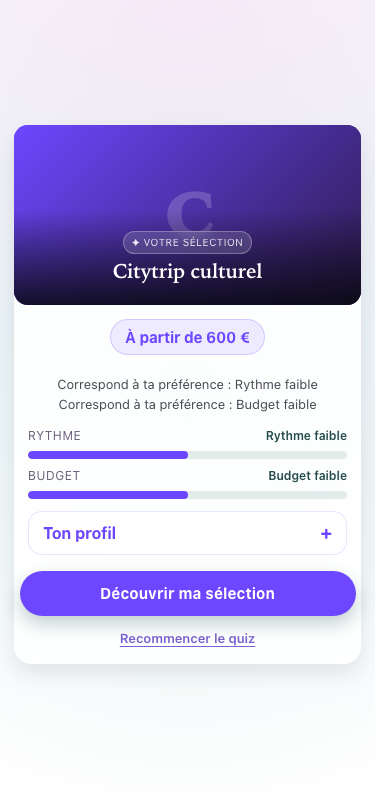 C
✦ VOTRE SÉLECTION
Citytrip culturel
À partir de 600 €
Correspond à ta préférence : Rythme faible
Correspond à ta préférence : Budget faible
RYTHME Rythme faible
BUDGET Budget faible
Ton profil +
Découvrir ma sélection
Recommencer le quiz